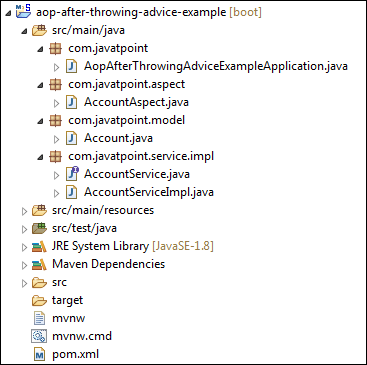 aop-after-throwing-advice-example [boot]
src/main/java
com.javatpoint
AopAfterThrowingAdviceExampleApplication.java
com.javatpoint.aspect
AccountAspect.java
com.javatpoint.model
Account.java
com.javatpoint.service.impl
AccountService.java
AccountServiceImpl.java
src/main/resources
src/test/java
JRE System Library [JavaSE-1.8]
Maven Dependencies
src
target
mvnw
mvnw.cmd
pom.xml